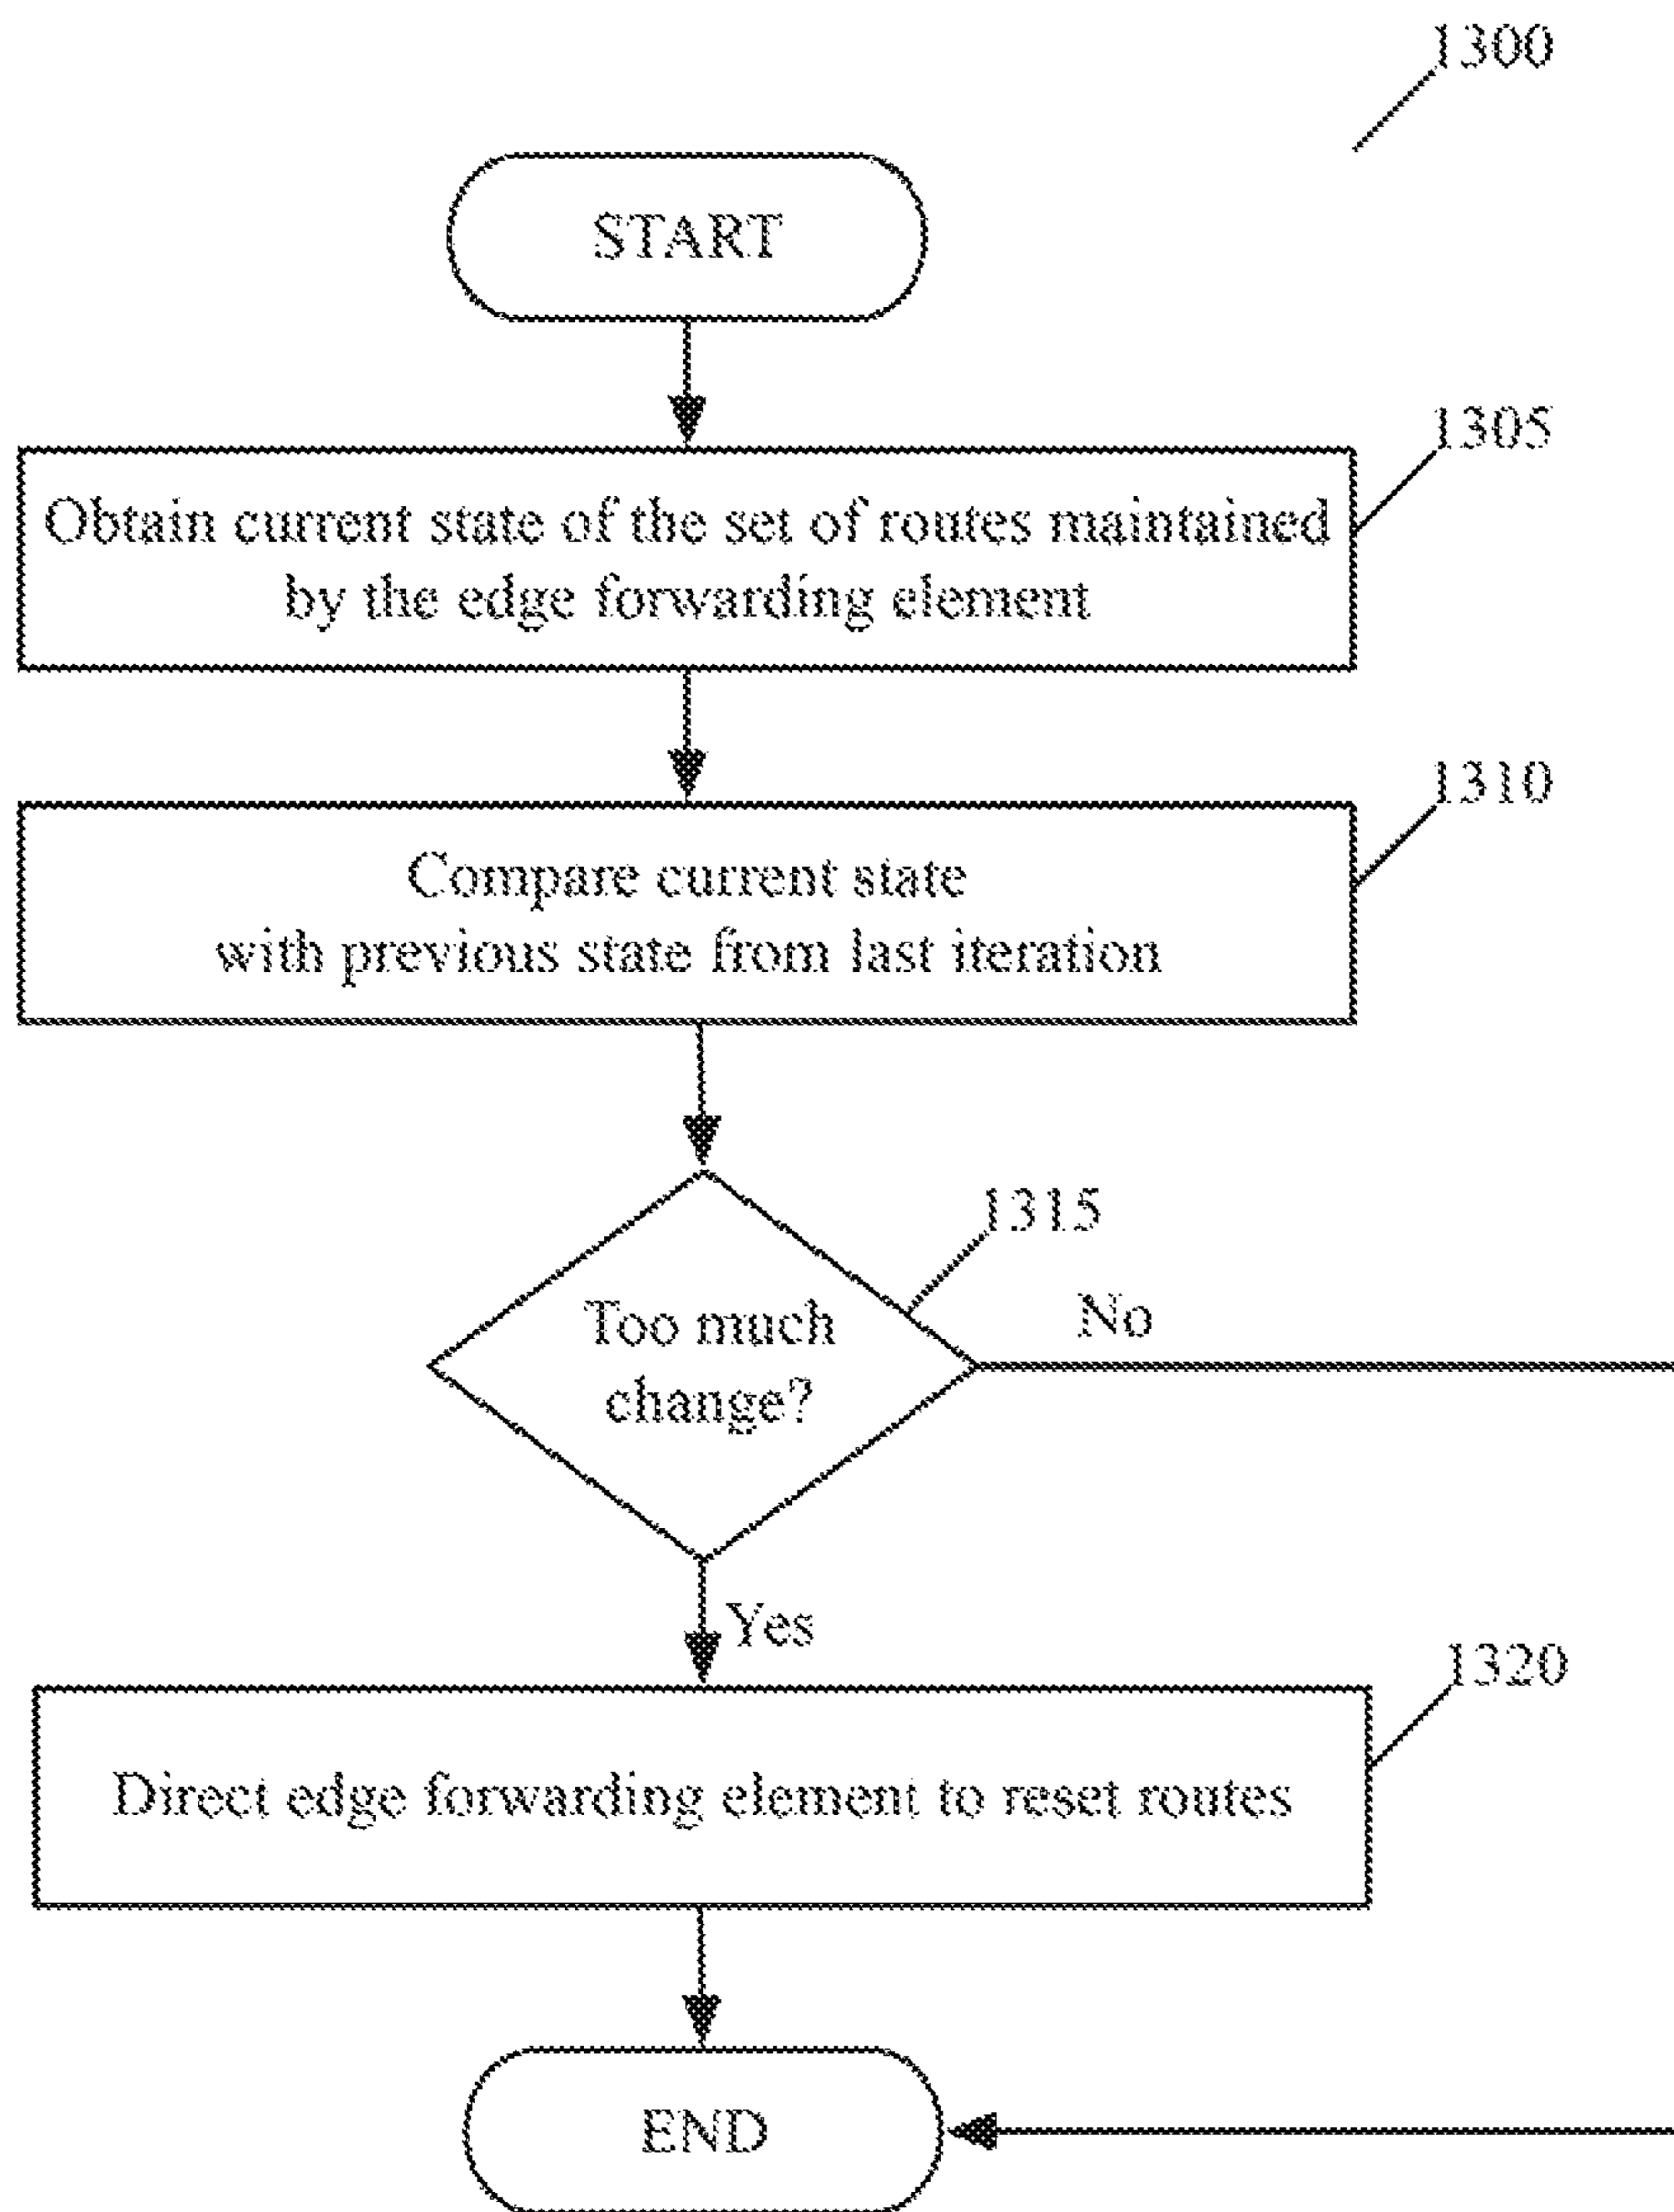 1300
START
1305
Obtain current state of the set of routes maintained
by the edge forwarding element
1310
Compare current state
with previous state from last iteration
1315
Too much
change?
No
Yes
1320
Direct edge forwarding element to reset routes
END